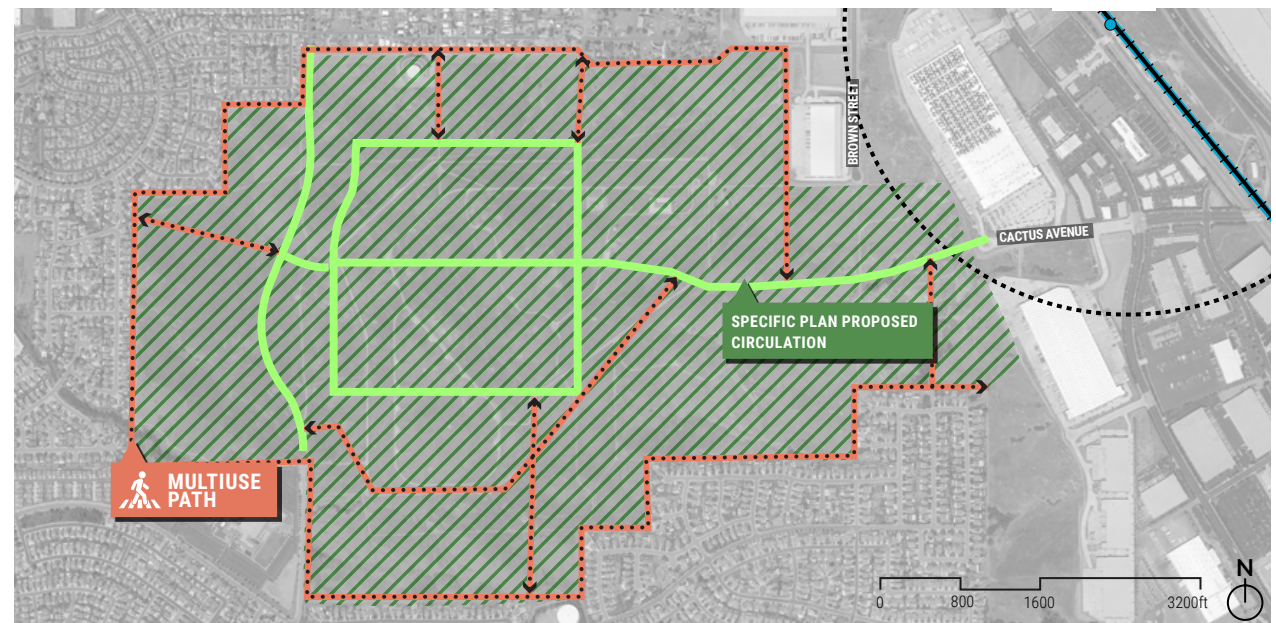 BROWN STREET
CACTUS AVENUE
SPECIFIC PLAN PROPOSED
CIRCULATION
MULTIUSE
PATH
N
0 800 1600 3200ft